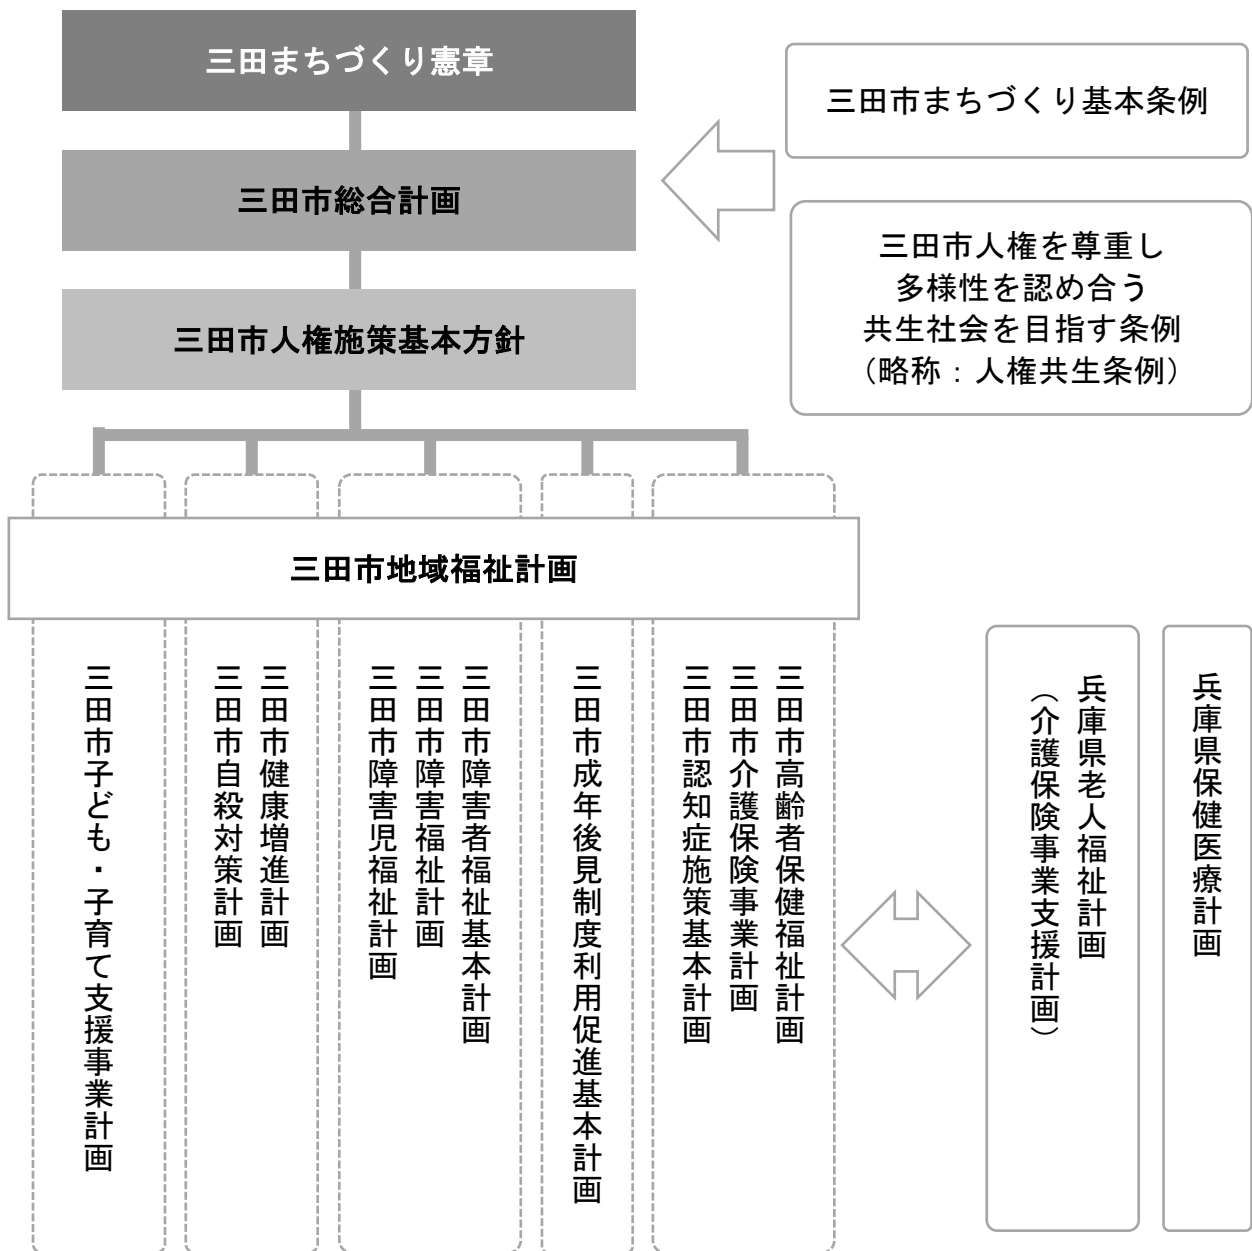 三田まちづくり憲章
三田市まちづくり基本条例
三田市総合計画
三田市人権を尊重し
多様性を認め合う
共生社会を目指す条例
（略称：人権共生条例）
三田市人権施策基本方針
三田市地域福祉計画
三田市子ども・子育て支援事業計画
三田市健康増進計画
三田市自殺対策計画
三田市障害者福祉基本計画
三田市障害福祉計画
三田市障害児福祉計画
三田市成年後見制度利用促進基本計画
三田市高齢者保健福祉計画
三田市介護保険事業計画
三田市認知症施策基本計画
兵庫県老人福祉計画
（介護保険事業支援計画）
兵庫県保健医療計画